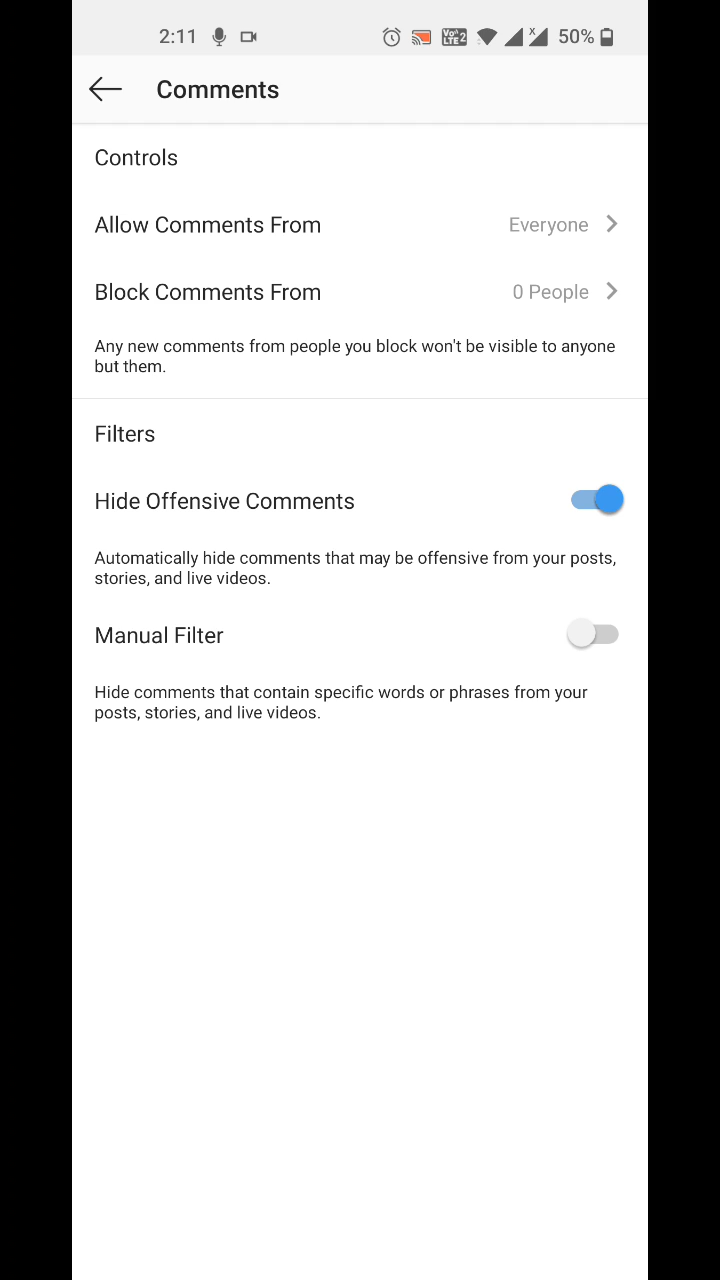 2:11 Vo LTE2 x 50%
Comments
Controls
Allow Comments From Everyone
Block Comments From 0 People
Any new comments from people you block won't be visible to anyone
but them.
Filters
Hide Offensive Comments
Automatically hide comments that may be offensive from your posts,
stories, and live videos.
Manual Filter
Hide comments that contain specific words or phrases from your
posts, stories, and live videos.